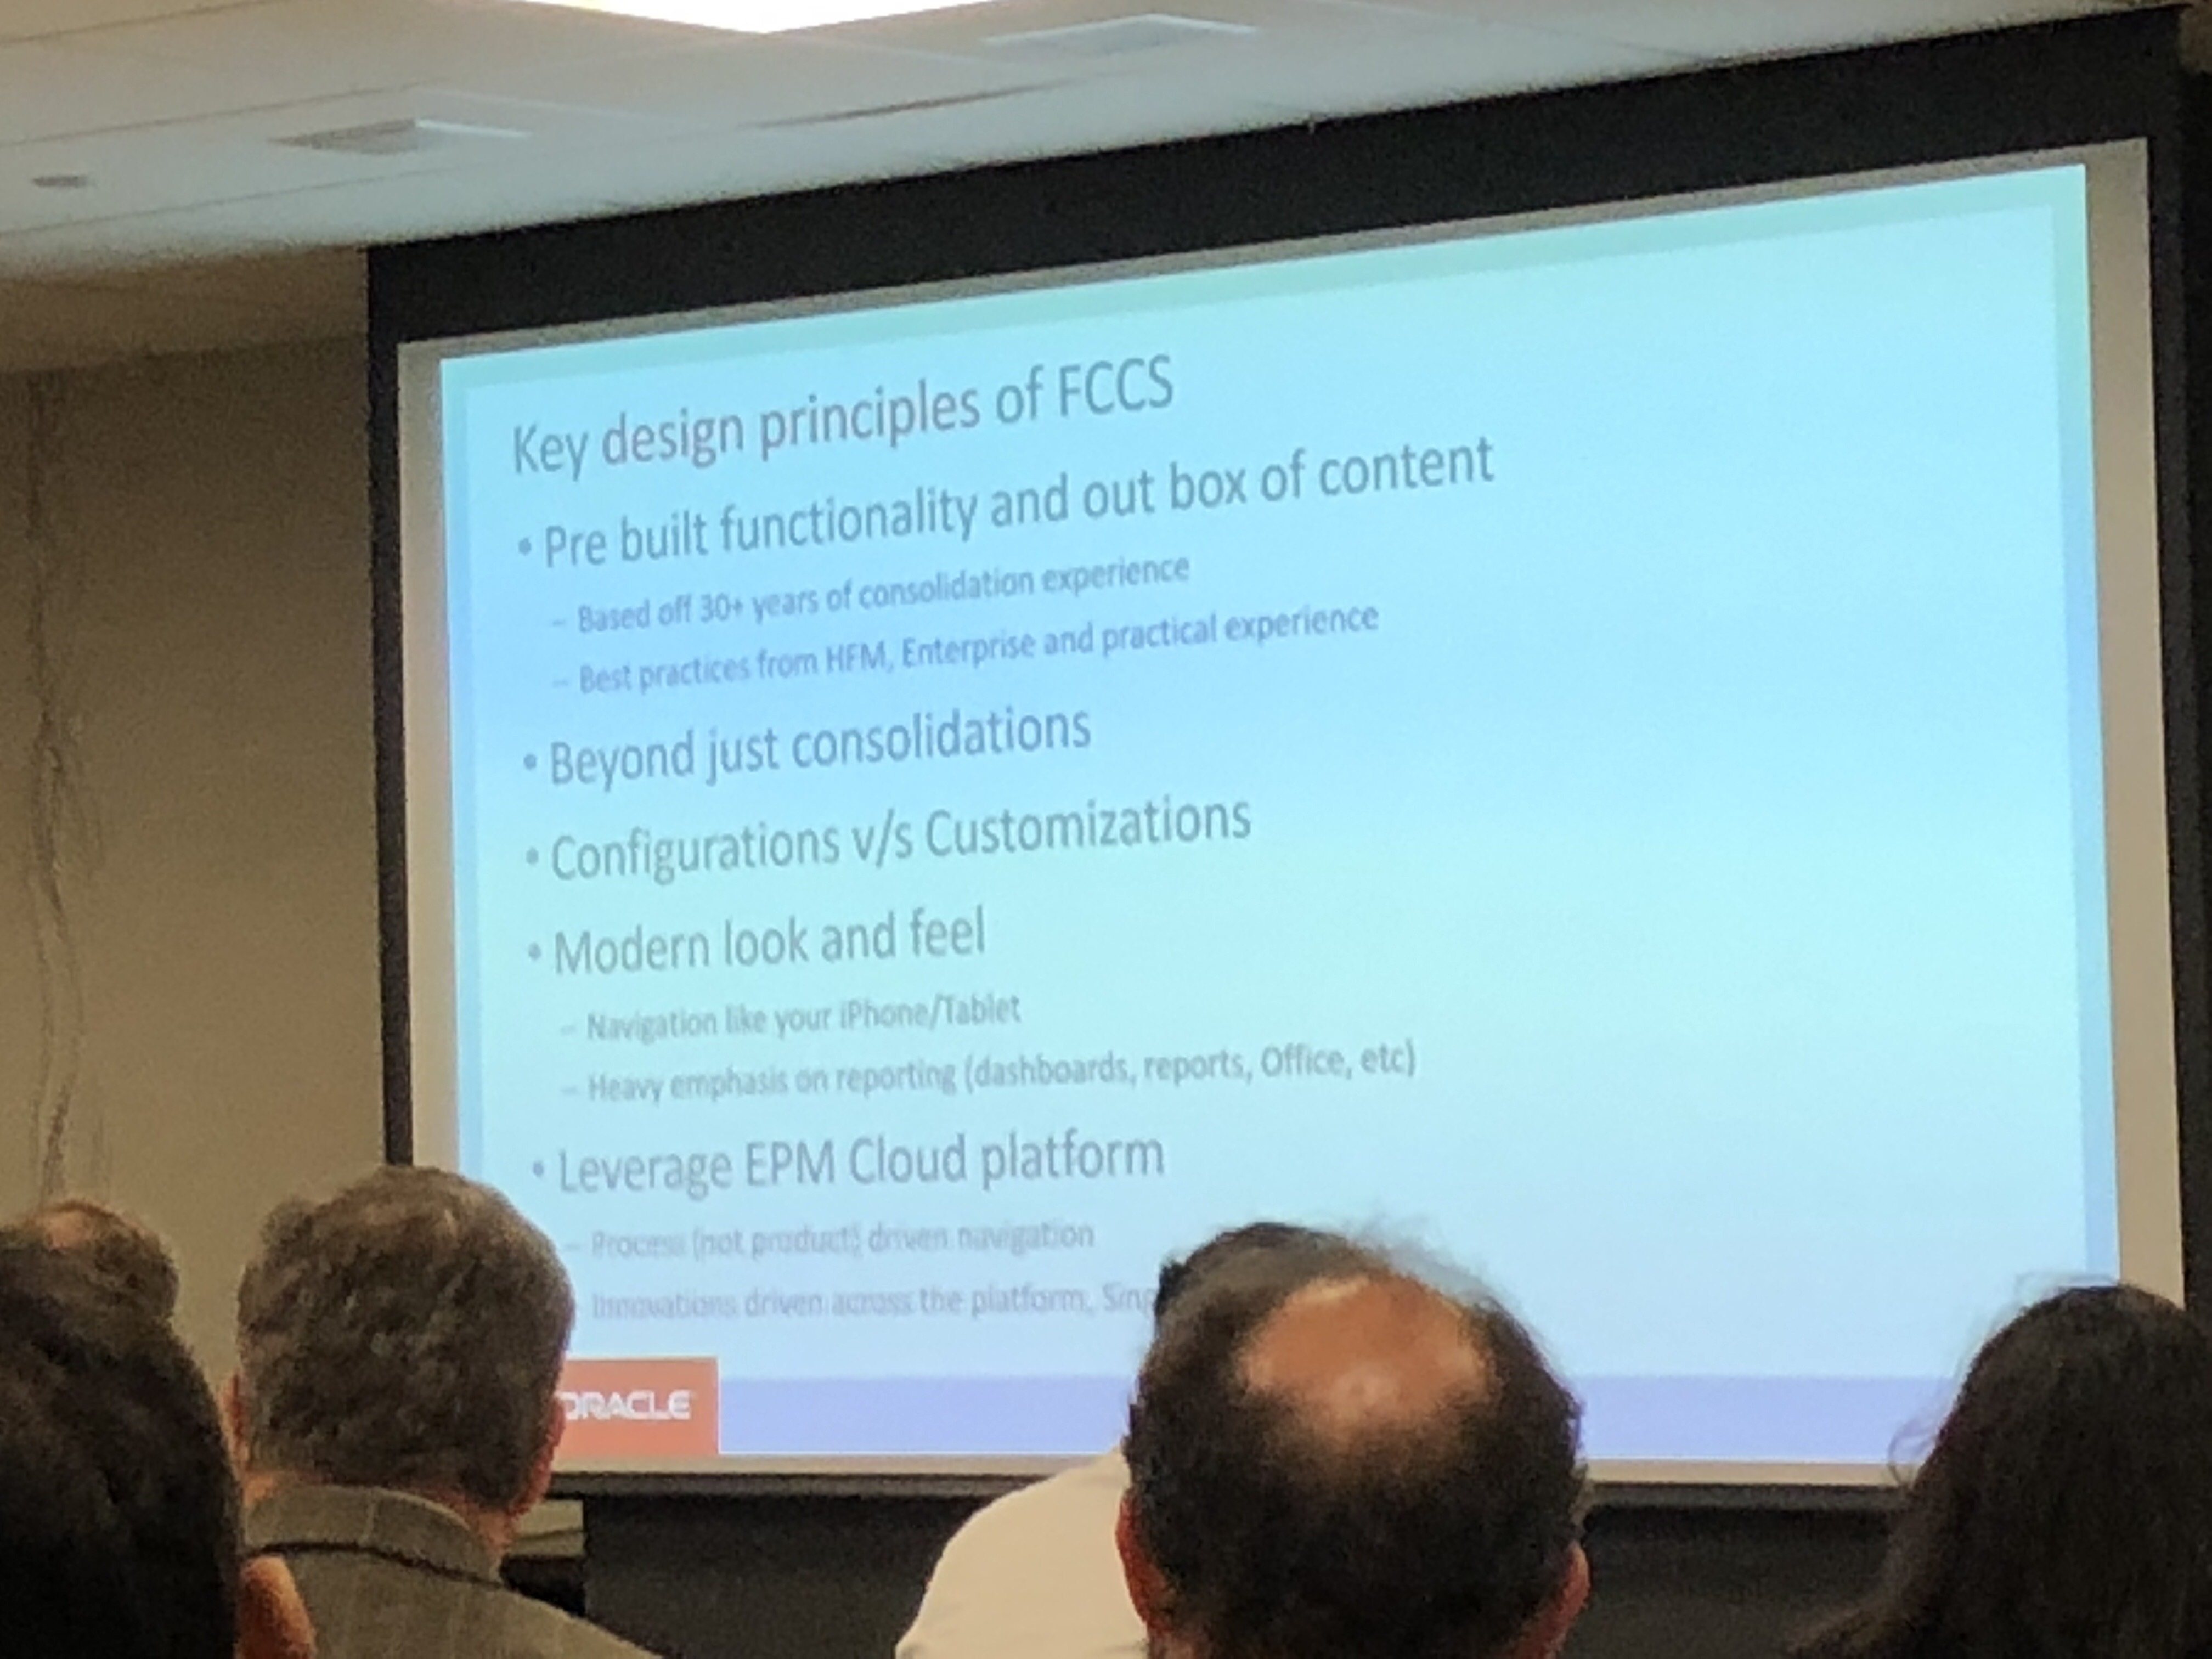 Key design principles of FCCS
• Pre built functionality and out box of content
– Based off 30+ years of consolidation experience
– Best practices from HFM, Enterprise and practical experience
• Beyond just consolidations
• Configurations v/s Customizations
• Modern look and feel
– Navigation like your iPhone/Tablet
– Heavy emphasis on reporting (dashboards, reports, Office, etc)
• Leverage EPM Cloud platform
– Process (not product) driven navigation
Innovations driven across the platform,
ORACLE